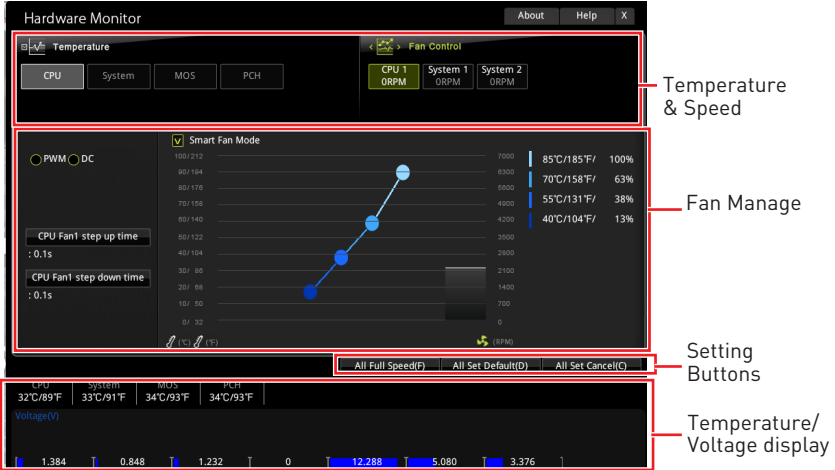 Hardware Monitor
About Help X
Temperature
Fan Control
CPU System MOS PCH
CPU 1 System 1 System 2
0RPM 0RPM 0RPM
Temperature
& Speed
Smart Fan Mode
PWM DC
100/212 7000
90/194 6300
80/176 5600
70/158 4900
60/140 4200
50/122 3500
40/104 2800
30/ 86 2100
20/ 68 1400
10/ 50 700
0/ 32 0
(℃) (℉) (RPM)
85℃/185℉/ 100%
70℃/158℉/ 63%
55℃/131℉/ 38%
40℃/104℉/ 13%
CPU Fan1 step up time
: 0.1s
CPU Fan1 step down time
: 0.1s
Fan Manage
All Full Speed(F) All Set Default(D) All Set Cancel(C)
Setting
Buttons
CPU System MOS PCH
32℃/89℉ 33℃/91℉ 34℃/93℉ 34℃/93℉
Voltage(V)
1.384 0.848 1.232 0 12.288 5.080 3.376
Temperature/
Voltage display